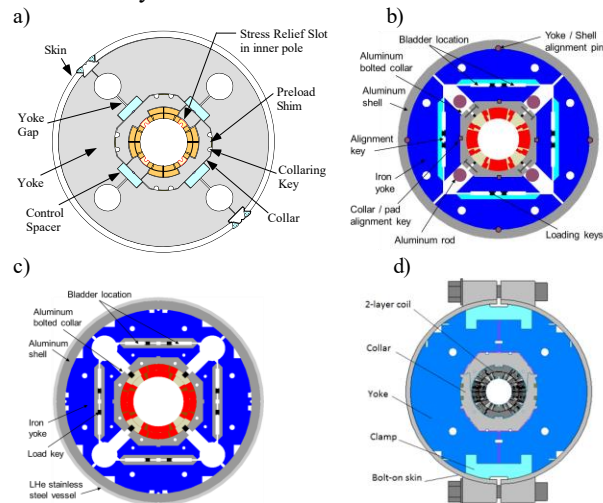 a)
Skin
Stress Relief Slot
in inner pole
Yoke
Gap
Preload
Shim
Yoke
Collaring
Key
Control
Spacer
Collar
b)
Bladder location
Yoke / Shell
alignment pin
Aluminum
bolted collar
Aluminum
shell
Alignment
key
Iron
yoke
Collar / pad
alignment key
Aluminum rod
Loading keys
c)
Bladder location
Aluminum
bolted collar
Aluminum
shell
Iron
yoke
Load key
LHe stainless
steel vessel
d)
2-layer coil
Collar
Yoke
Clamp
Bolt-on skin